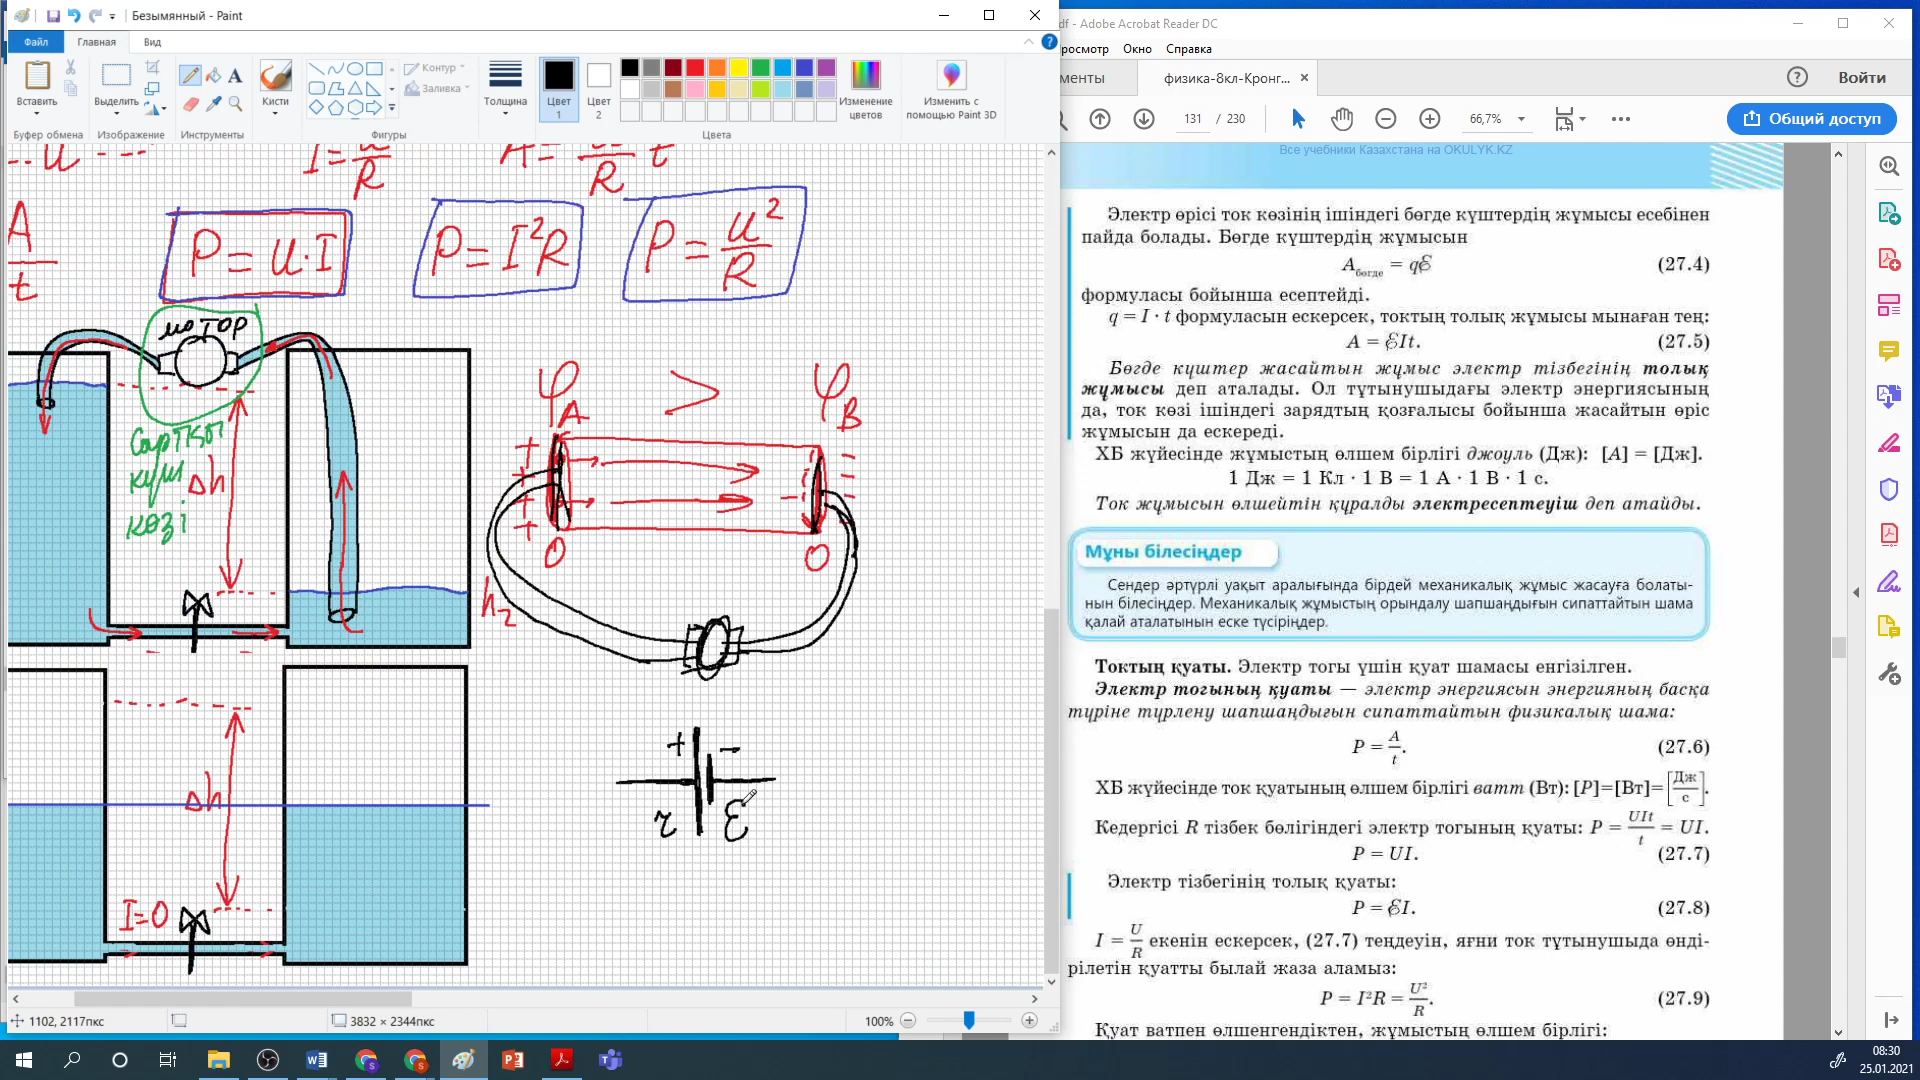 Безымянный - Paint
Файл
Главная
Вид
Вставить
Выделить
Кисти
Контур
Заливка
Толщина
Цвет 1
Цвет 2
Изменение цветов
Изменить с помощью Paint 3D
Буфер обмена
Изображение
Инструменты
Фигуры
Цвета
I = u/R
P = U·I
P = I²R
P = u²/R
A/t
мотор
Δh
көзі
φA > φB
+ + + +
0
0
h2
+ −
r ε
Δh
I=0
1102, 2117пкс
3832 × 2344пкс
100%
df - Adobe Acrobat Reader DC
росмотр
Окно
Справка
менты
физика-8кл-Кронг...
Войти
131 / 230
66,7%
Общий доступ
Все учебники Казахстана на OKULYK.KZ
Электр өрісі ток көзінің ішіндегі бөгде күштердің жұмысы есебінен
пайда болады. Бөгде күштердің жұмысын
Aбөгде = qℰ (27.4)
формуласы бойынша есептейді.
q = I · t формуласын ескерсек, токтың толық жұмысы мынаған тең:
A = ℰIt. (27.5)
Бөгде күштер жасайтын жұмыс электр тізбегінің толық
жұмысы деп аталады. Ол тұтынушыдағы электр энергиясының
да, ток көзі ішіндегі зарядтың қозғалысы бойынша жасайтын өріс
жұмысын да ескереді.
ХБ жүйесінде жұмыстың өлшем бірлігі джоуль (Дж): [A] = [Дж].
1 Дж = 1 Кл · 1 В = 1 А · 1 В · 1 с.
Ток жұмысын өлшейтін құралды электресептеуіш деп атайды.
Мұны білесіңдер
Сендер әртүрлі уақыт аралығында бірдей механикалық жұмыс жасауға болаты-
нын білесіңдер. Механикалық жұмыстың орындалу шапшаңдығын сипаттайтын шама
қалай аталатынын еске түсіріңдер.
Токтың қуаты. Электр тогы үшін қуат шамасы енгізілген.
Электр тогының қуаты — электр энергиясын энергияның басқа
түріне түрлену шапшаңдығын сипаттайтын физикалық шама:
P = A/t. (27.6)
ХБ жүйесінде ток қуатының өлшем бірлігі ватт (Вт): [P]=[Вт]=[Дж/с].
Кедергісі R тізбек бөлігіндегі электр тогының қуаты: P = UIt/t = UI.
P = UI. (27.7)
Электр тізбегінің толық қуаты:
P = ℰI. (27.8)
I = U/R екенін ескерсек, (27.7) теңдеуін, яғни ток тұтынушыда өнді-
рілетін қуатты былай жаза аламыз:
P = I²R = U²/R. (27.9)
Қуат ваттпен өлшенгендіктен, жұмыстың өлшем бірлігі:
08:30
25.01.2021